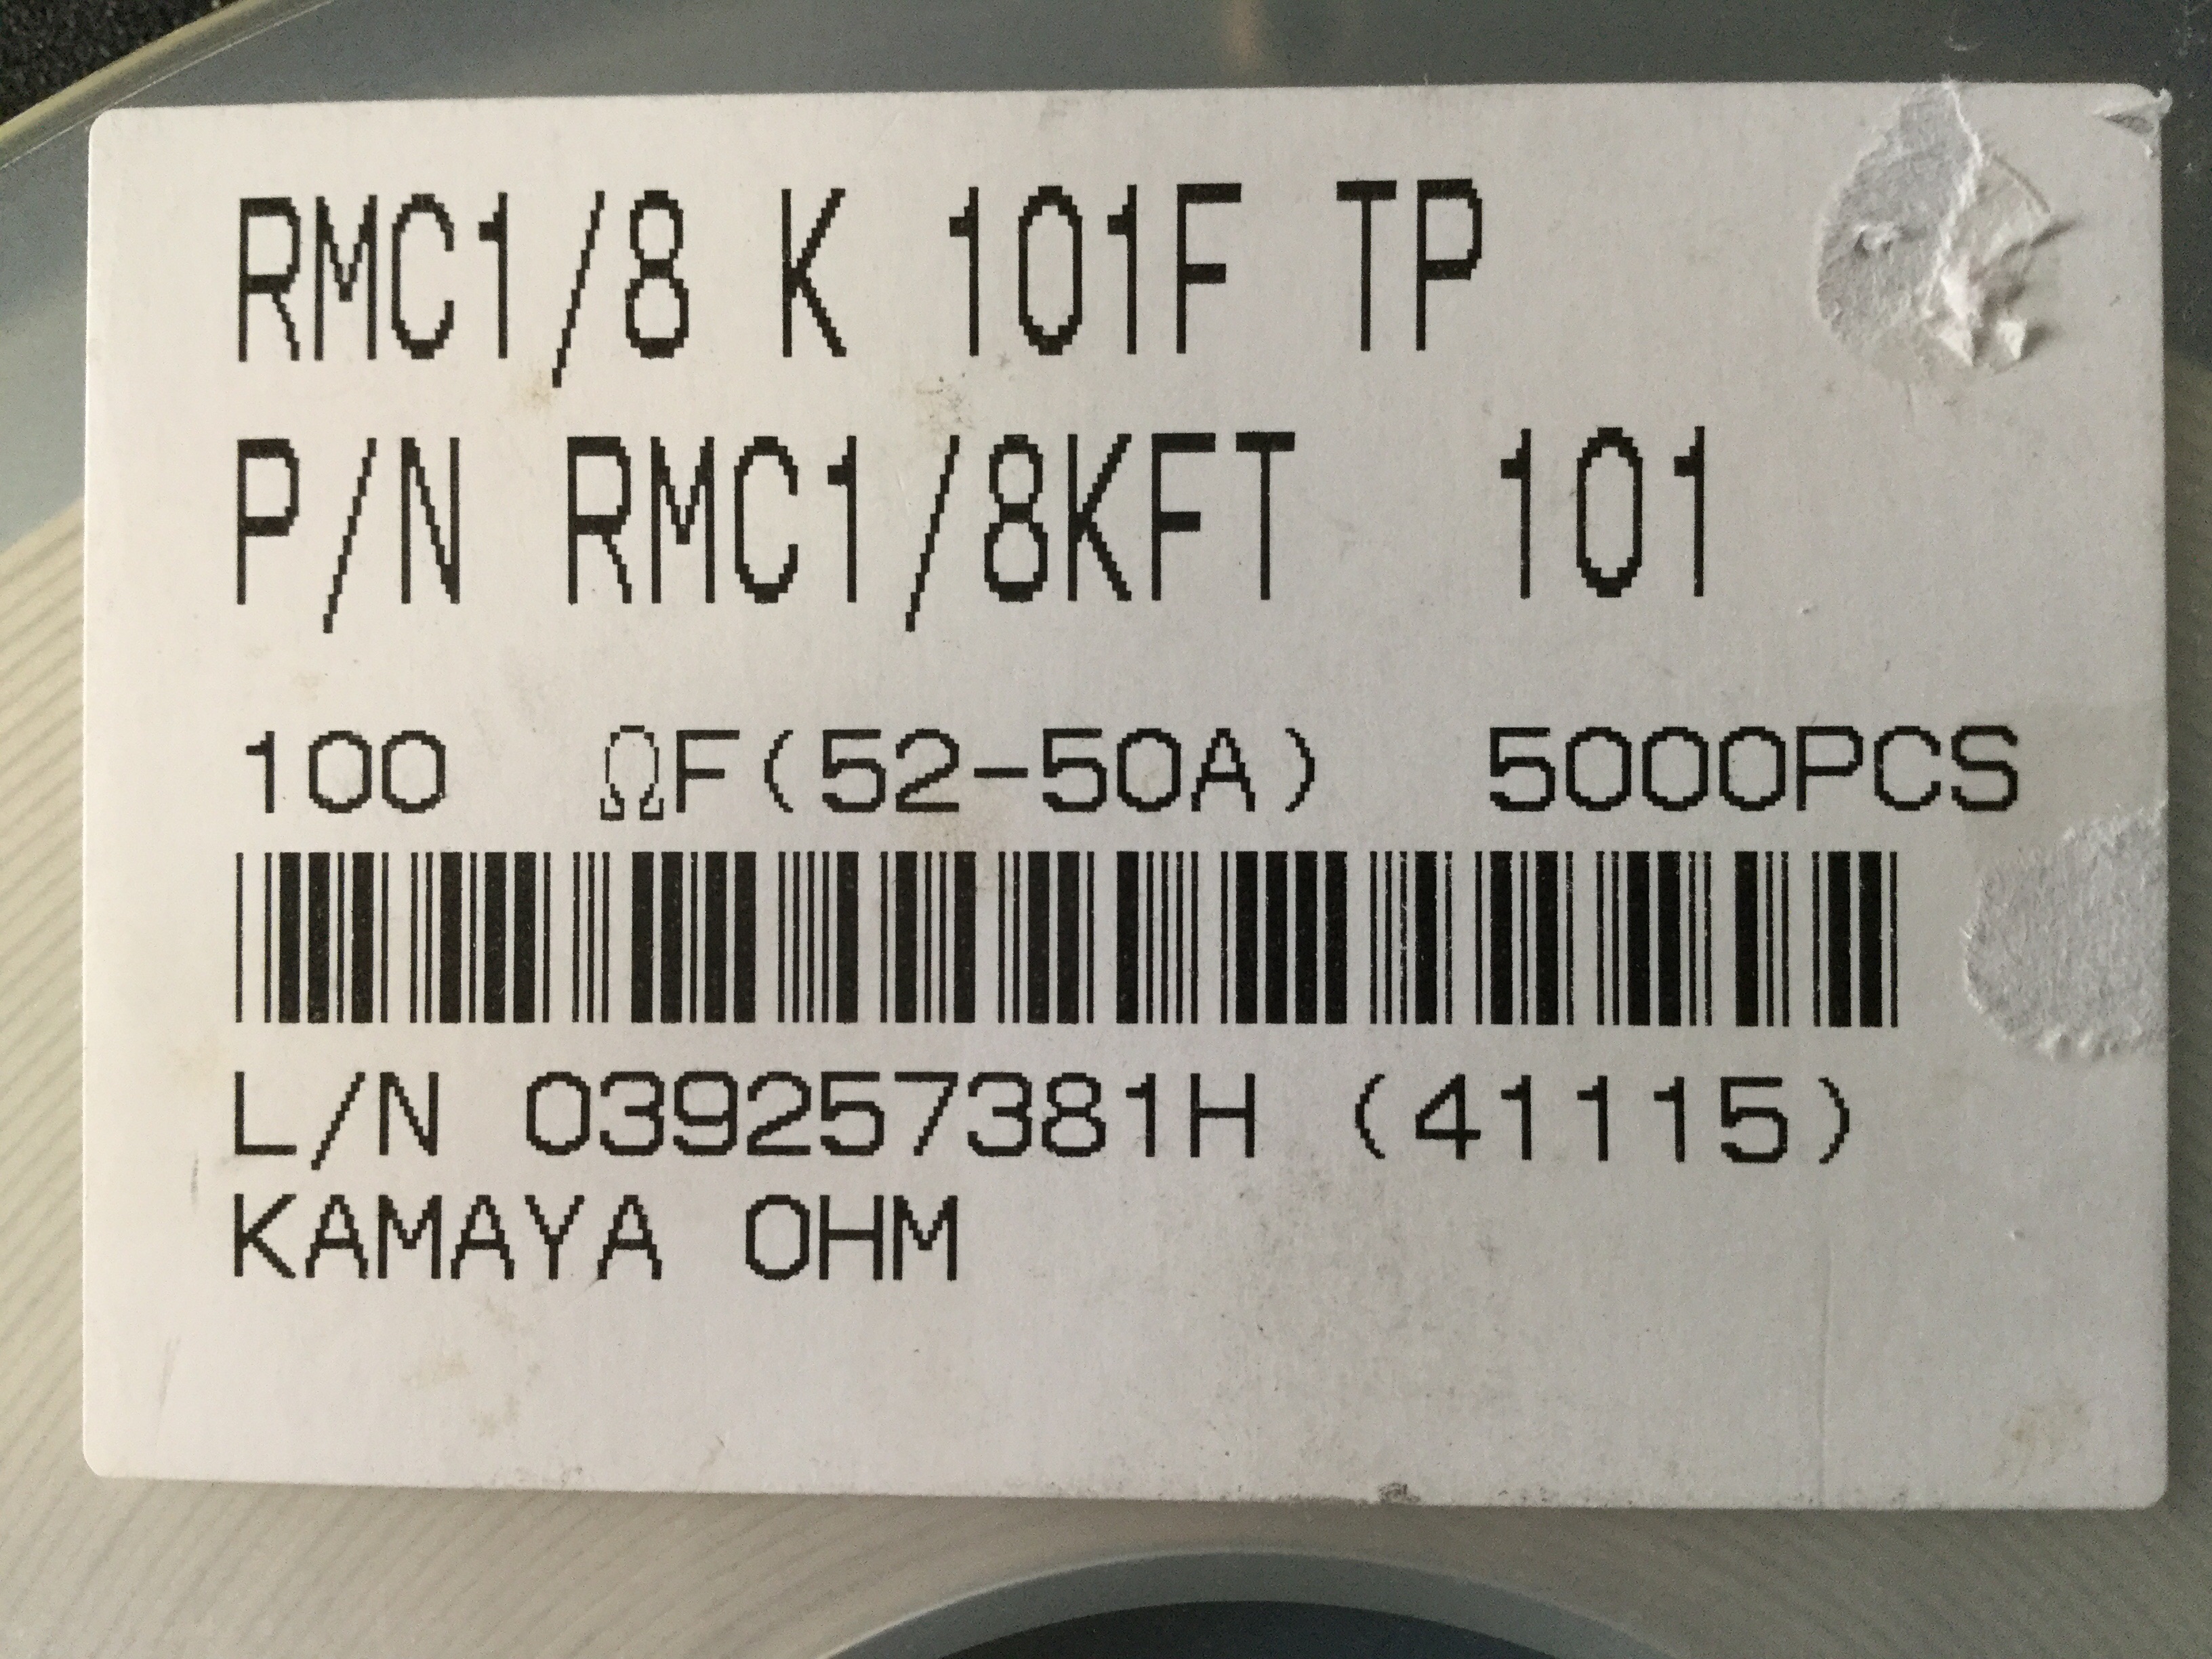 RMC1/8 K 101F TP
P/N RMC1/8KFT 101
100 ΩF(52-50A) 5000PCS
L/N 039257381H (41115)
KAMAYA OHM